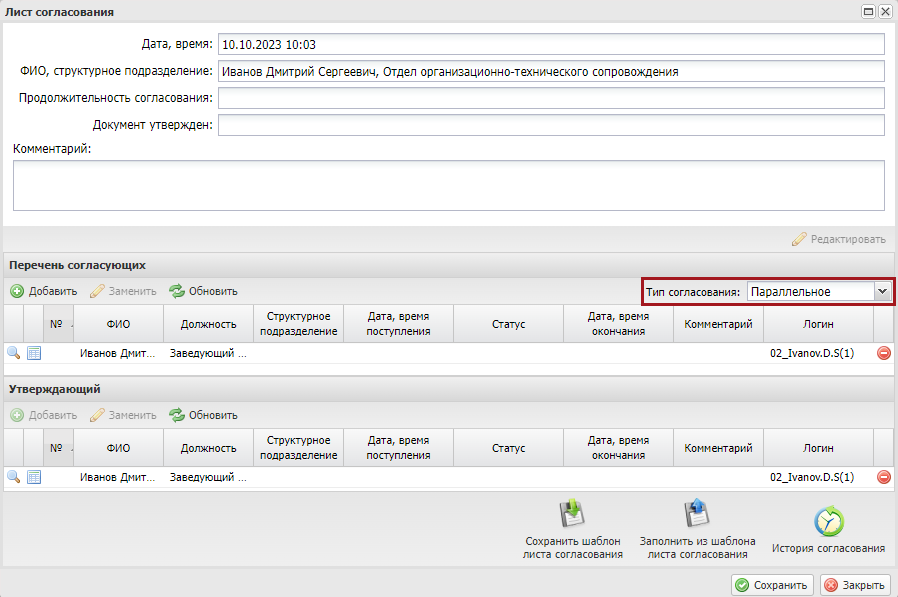 Лист согласования
Дата, время: 10.10.2023 10:03
ФИО, структурное подразделение: Иванов Дмитрий Сергеевич, Отдел организационно-технического сопровождения
Продолжительность согласования:
Документ утвержден:
Комментарий:
Редактировать
Перечень согласующих
Добавить Заменить Обновить Тип согласования: Параллельное
№ ФИО Должность Структурное подразделение Дата, время поступления Статус Дата, время окончания Комментарий Логин
Иванов Дмит... Заведующий ... 02_Ivanov.D.S(1)
Утверждающий
Добавить Заменить Обновить
№ ФИО Должность Структурное подразделение Дата, время поступления Статус Дата, время окончания Комментарий Логин
Иванов Дмит... Заведующий ... 02_Ivanov.D.S(1)
Сохранить шаблон листа согласования
Заполнить из шаблона листа согласования
История согласования
Сохранить Закрыть